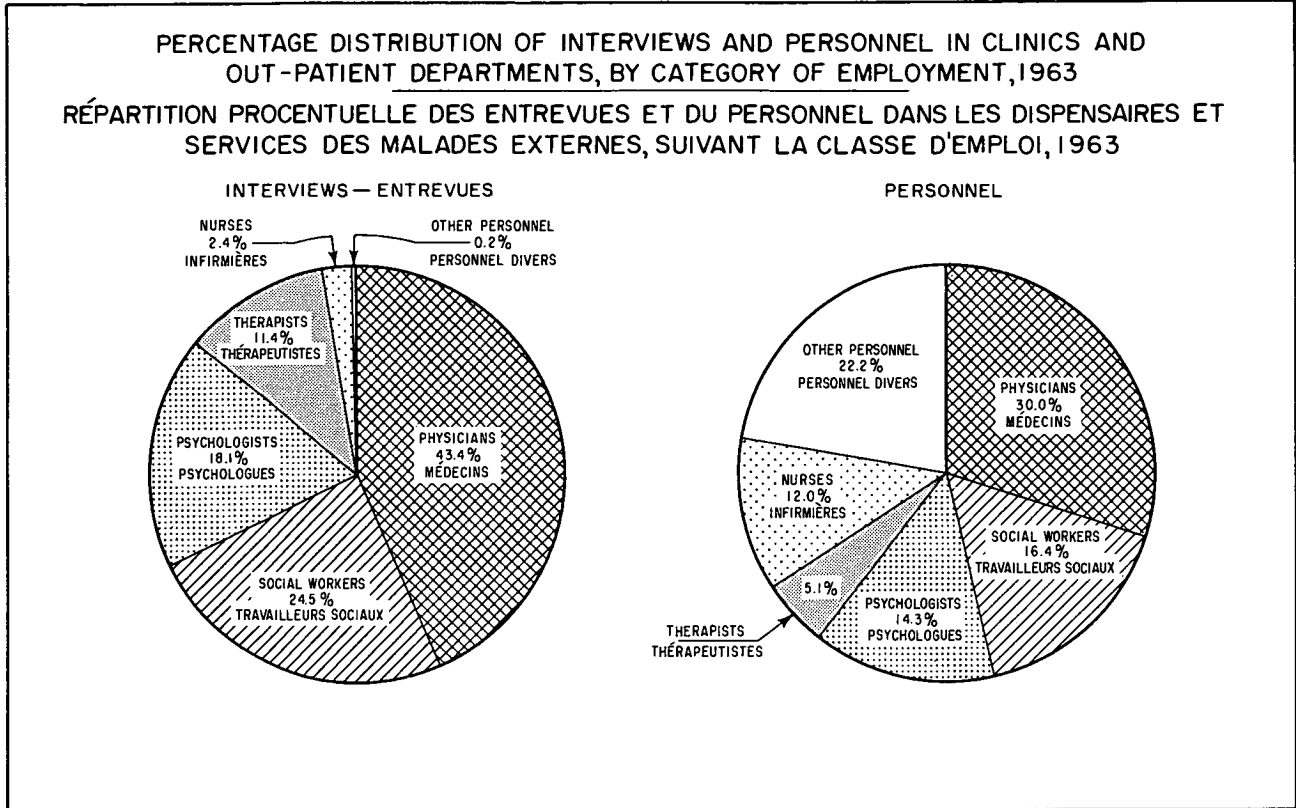 PERCENTAGE DISTRIBUTION OF INTERVIEWS AND PERSONNEL IN CLINICS AND
OUT-PATIENT DEPARTMENTS, BY CATEGORY OF EMPLOYMENT, 1963
RÉPARTITION PROCENTUELLE DES ENTREVUES ET DU PERSONNEL DANS LES DISPENSAIRES ET
SERVICES DES MALADES EXTERNES, SUIVANT LA CLASSE D'EMPLOI, 1963
INTERVIEWS — ENTREVUES
NURSES
2.4%
INFIRMIÈRES
OTHER PERSONNEL
0.2%
PERSONNEL DIVERS
THERAPISTS
11.4%
THÉRAPEUTISTES
PSYCHOLOGISTS
18.1%
PSYCHOLOGUES
PHYSICIANS
43.4%
MÉDECINS
SOCIAL WORKERS
24.5%
TRAVAILLEURS SOCIAUX
PERSONNEL
OTHER PERSONNEL
22.2%
PERSONNEL DIVERS
PHYSICIANS
30.0%
MÉDECINS
NURSES
12.0%
INFIRMIÈRES
SOCIAL WORKERS
16.4%
TRAVAILLEURS SOCIAUX
5.1%
PSYCHOLOGISTS
14.3%
PSYCHOLOGUES
THERAPISTS
THÉRAPEUTISTES